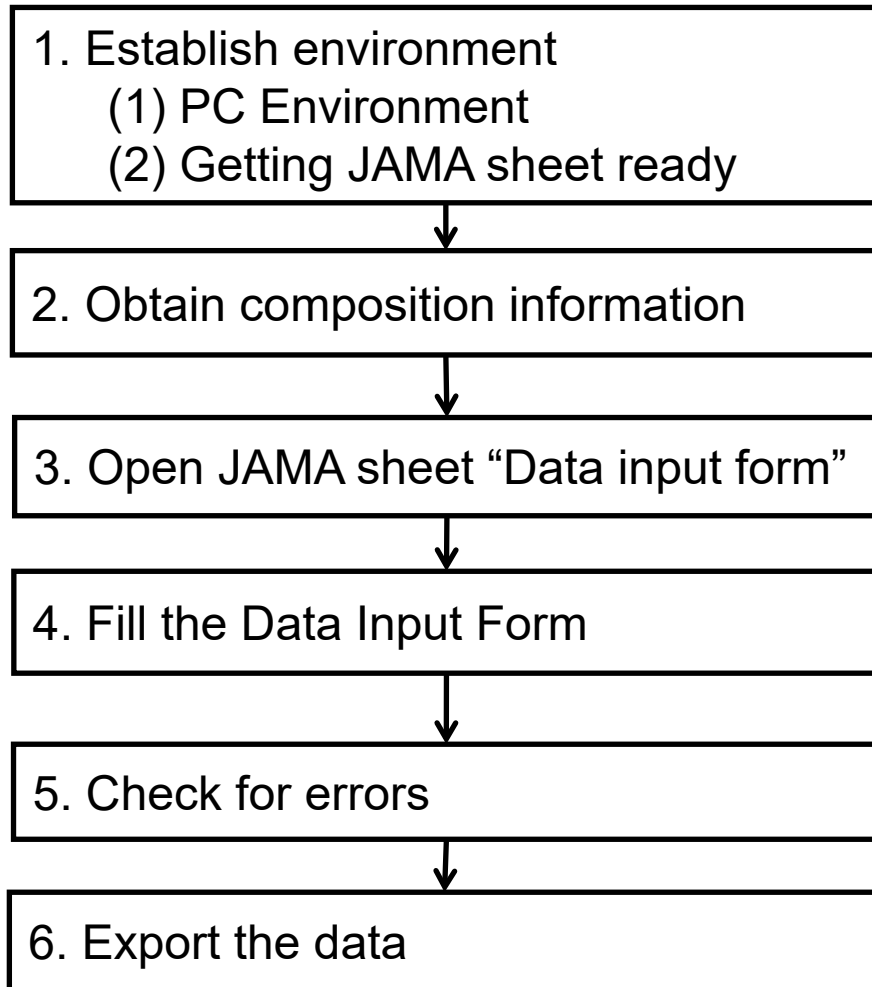 1. Establish environment
(1) PC Environment
(2) Getting JAMA sheet ready
2. Obtain composition information
3. Open JAMA sheet “Data input form”
4. Fill the Data Input Form
5. Check for errors
6. Export the data